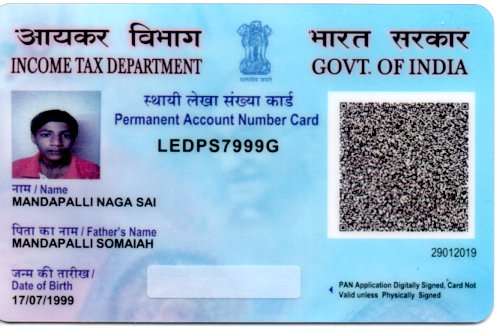 आयकर विभाग
INCOME TAX DEPARTMENT
भारत सरकार
GOVT. OF INDIA
सत्यमेव जयते
स्थायी लेखा संख्या कार्ड
Permanent Account Number Card
LEDPS7999G
नाम / Name
MANDAPALLI NAGA SAI
पिता का नाम / Father's Name
MANDAPALLI SOMAIAH
29012019
जन्म की तारीख /
Date of Birth
17/07/1999
PAN Application Digitally Signed, Card Not
Valid unless Physically Signed